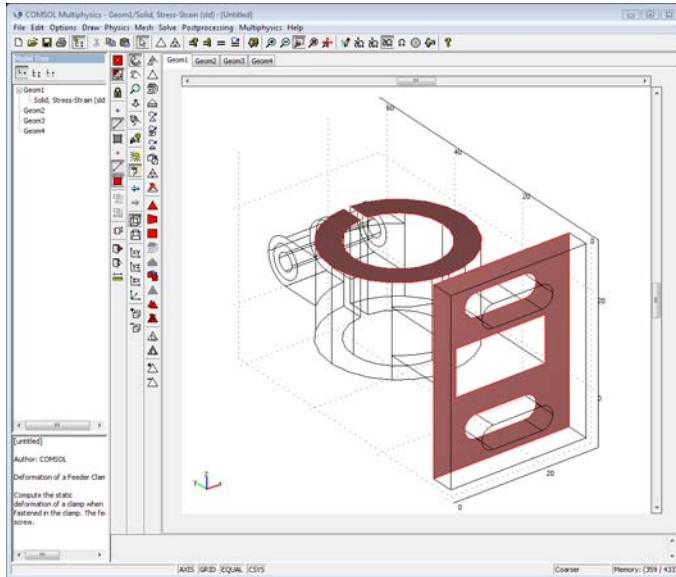 COMSOL Multiphysics - Geom1/Solid, Stress-Strain (sld) : [Untitled]
File Edit Options Draw Physics Mesh Solve Postprocessing Multiphysics Help
Model Tree
Geom1 Geom2 Geom3 Geom4
Geom1
Solid, Stress-Strain (sld
Geom2
Geom3
Geom4
60
40
20
0
20
0
20
0
z
y
x
[untitled]
Author: COMSOL
Deformation of a Feeder Clam
Compute the static
deformation of a clamp when
fastened in the clamp. The fe
screw.
AXIS GRID EQUAL CSYS
Coarser
Memory: (359 / 433